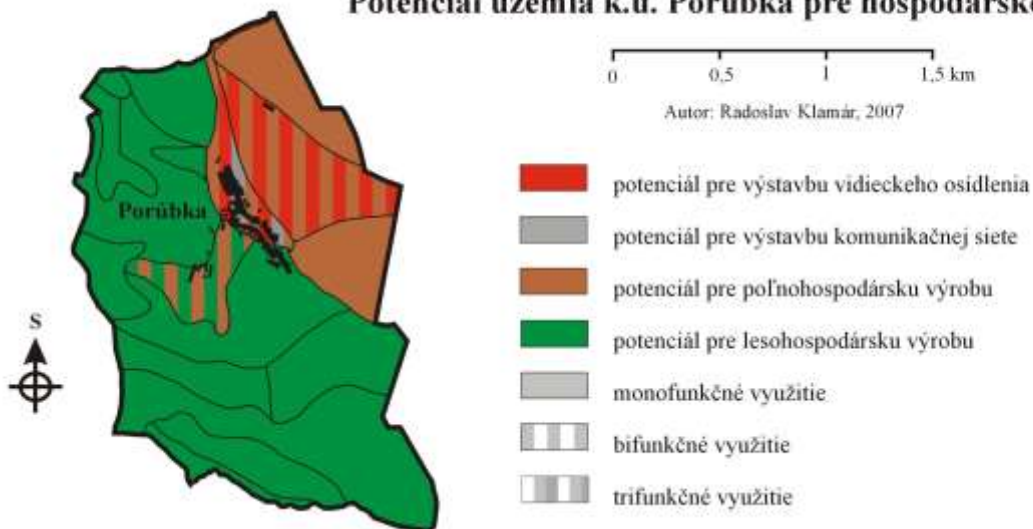 Potenciál územia k.ú. Porúbka pre hospodársk
0 0,5 1 1,5 km
Autor: Radoslav Klamár, 2007
potenciál pre výstavbu vidieckeho osídlenia
Porúbka
potenciál pre výstavbu komunikačnej siete
potenciál pre poľnohospodársku výrobu
potenciál pre lesohospodársku výrobu
S
monofunkčné využitie
bifunkčné využitie
trifunkčné využitie